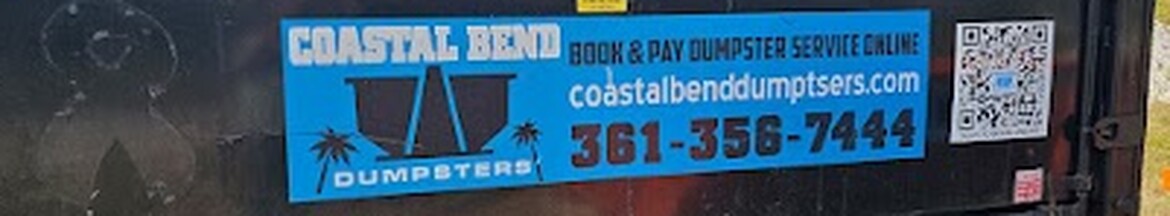 COASTAL BEND
DUMPSTERS
BOOK & PAY DUMPSTER SERVICE ONLINE
coastalbenddumptsers.com
361-356-7444